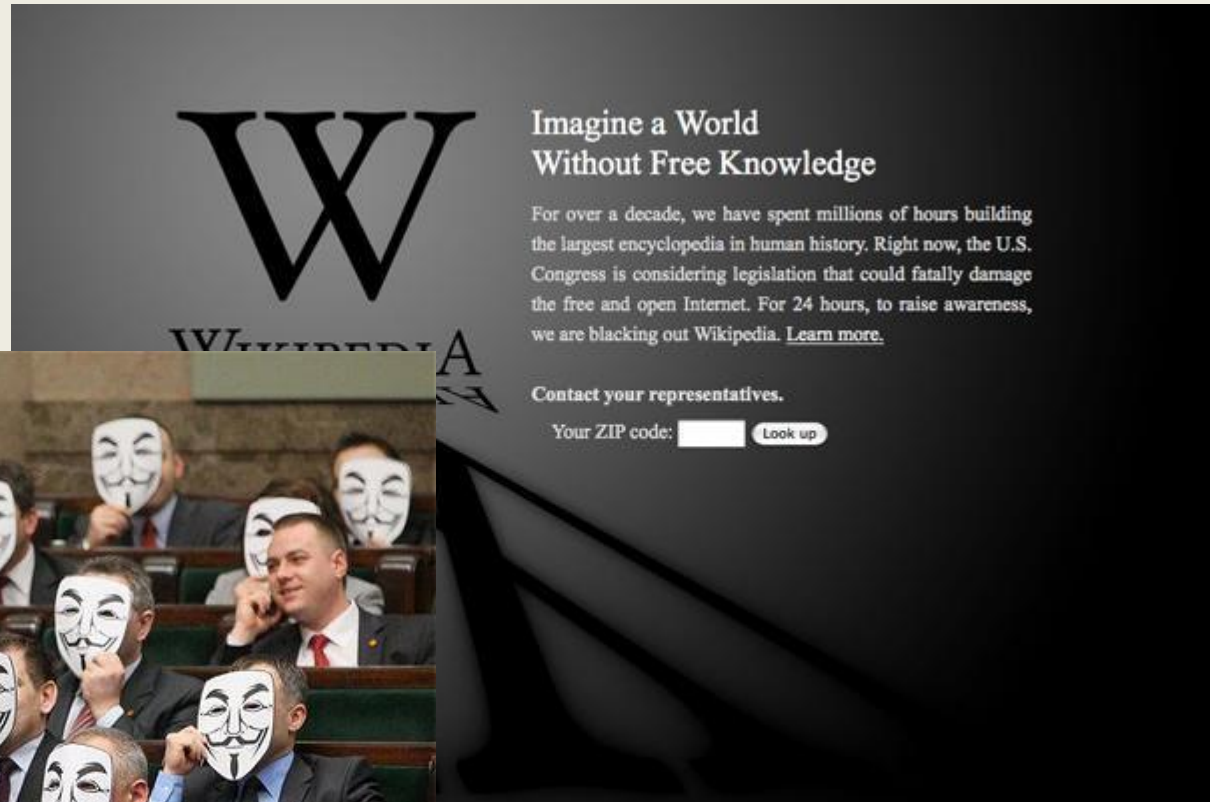 W
WIKIPEDIA
Imagine a World
Without Free Knowledge
For over a decade, we have spent millions of hours building
the largest encyclopedia in human history. Right now, the U.S.
Congress is considering legislation that could fatally damage
the free and open Internet. For 24 hours, to raise awareness,
we are blacking out Wikipedia. Learn more.
Contact your representatives.
Your ZIP code:
Look up